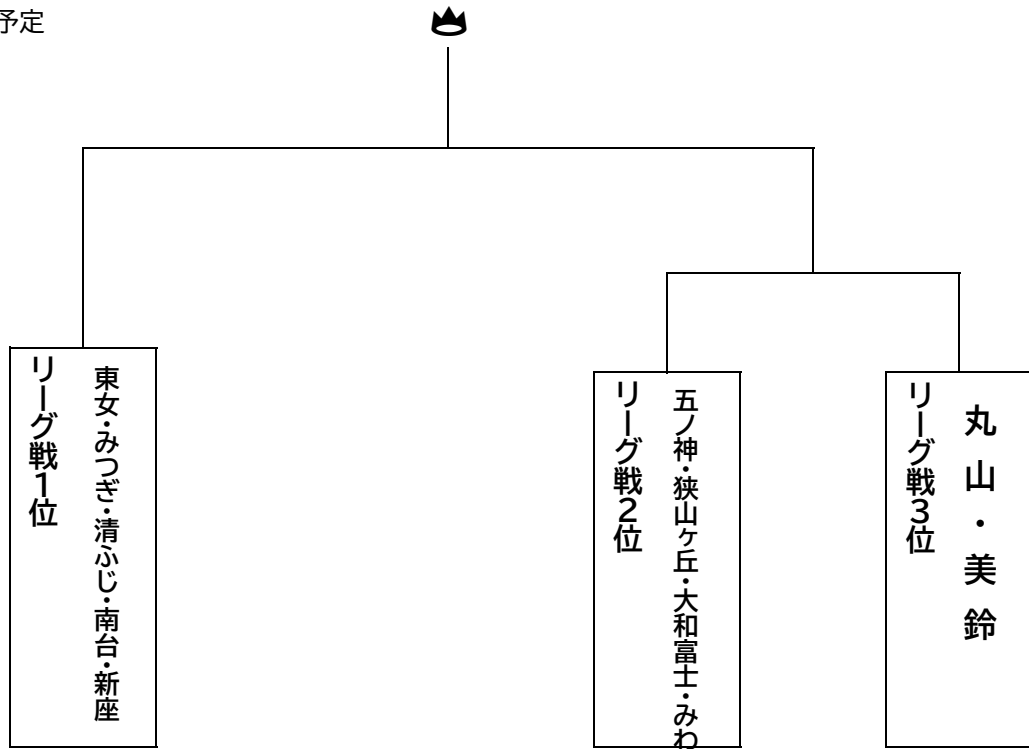 予定
リーグ戦1位
東女・みつぎ・清ふじ・南台・新座
リーグ戦2位
五ノ神・狭山ヶ丘・大和富士・みわ
リーグ戦3位
丸山・美鈴